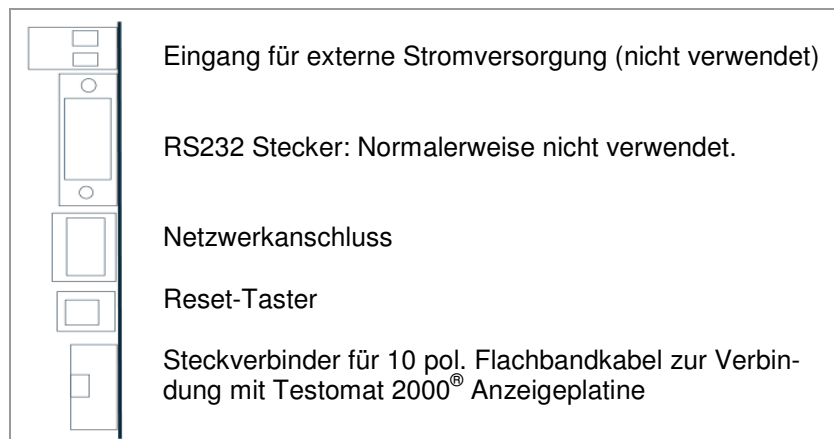 Eingang für externe Stromversorgung (nicht verwendet)
RS232 Stecker: Normalerweise nicht verwendet.
Netzwerkanschluss
Reset-Taster
Steckverbinder für 10 pol. Flachbandkabel zur Verbin-
dung mit Testomat 2000® Anzeigeplatine